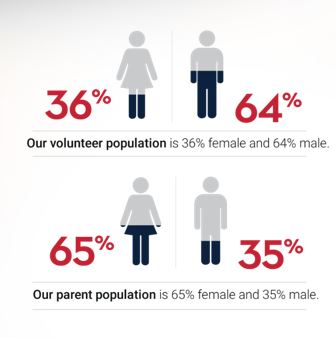 36% 64%
Our volunteer population is 36% female and 64% male.
65% 35%
Our parent population is 65% female and 35% male.